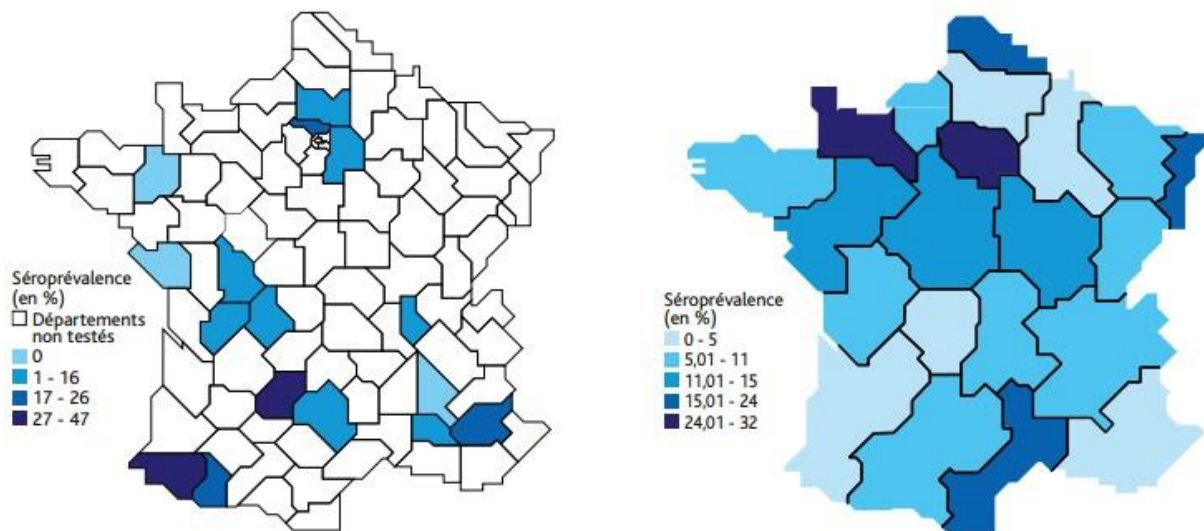 Séroprévalence
(en %)
Départements
non testés
0
1 - 16
17 - 26
27 - 47
Séroprévalence
(en %)
0 - 5
5,01 - 11
11,01 - 15
15,01 - 24
24,01 - 32